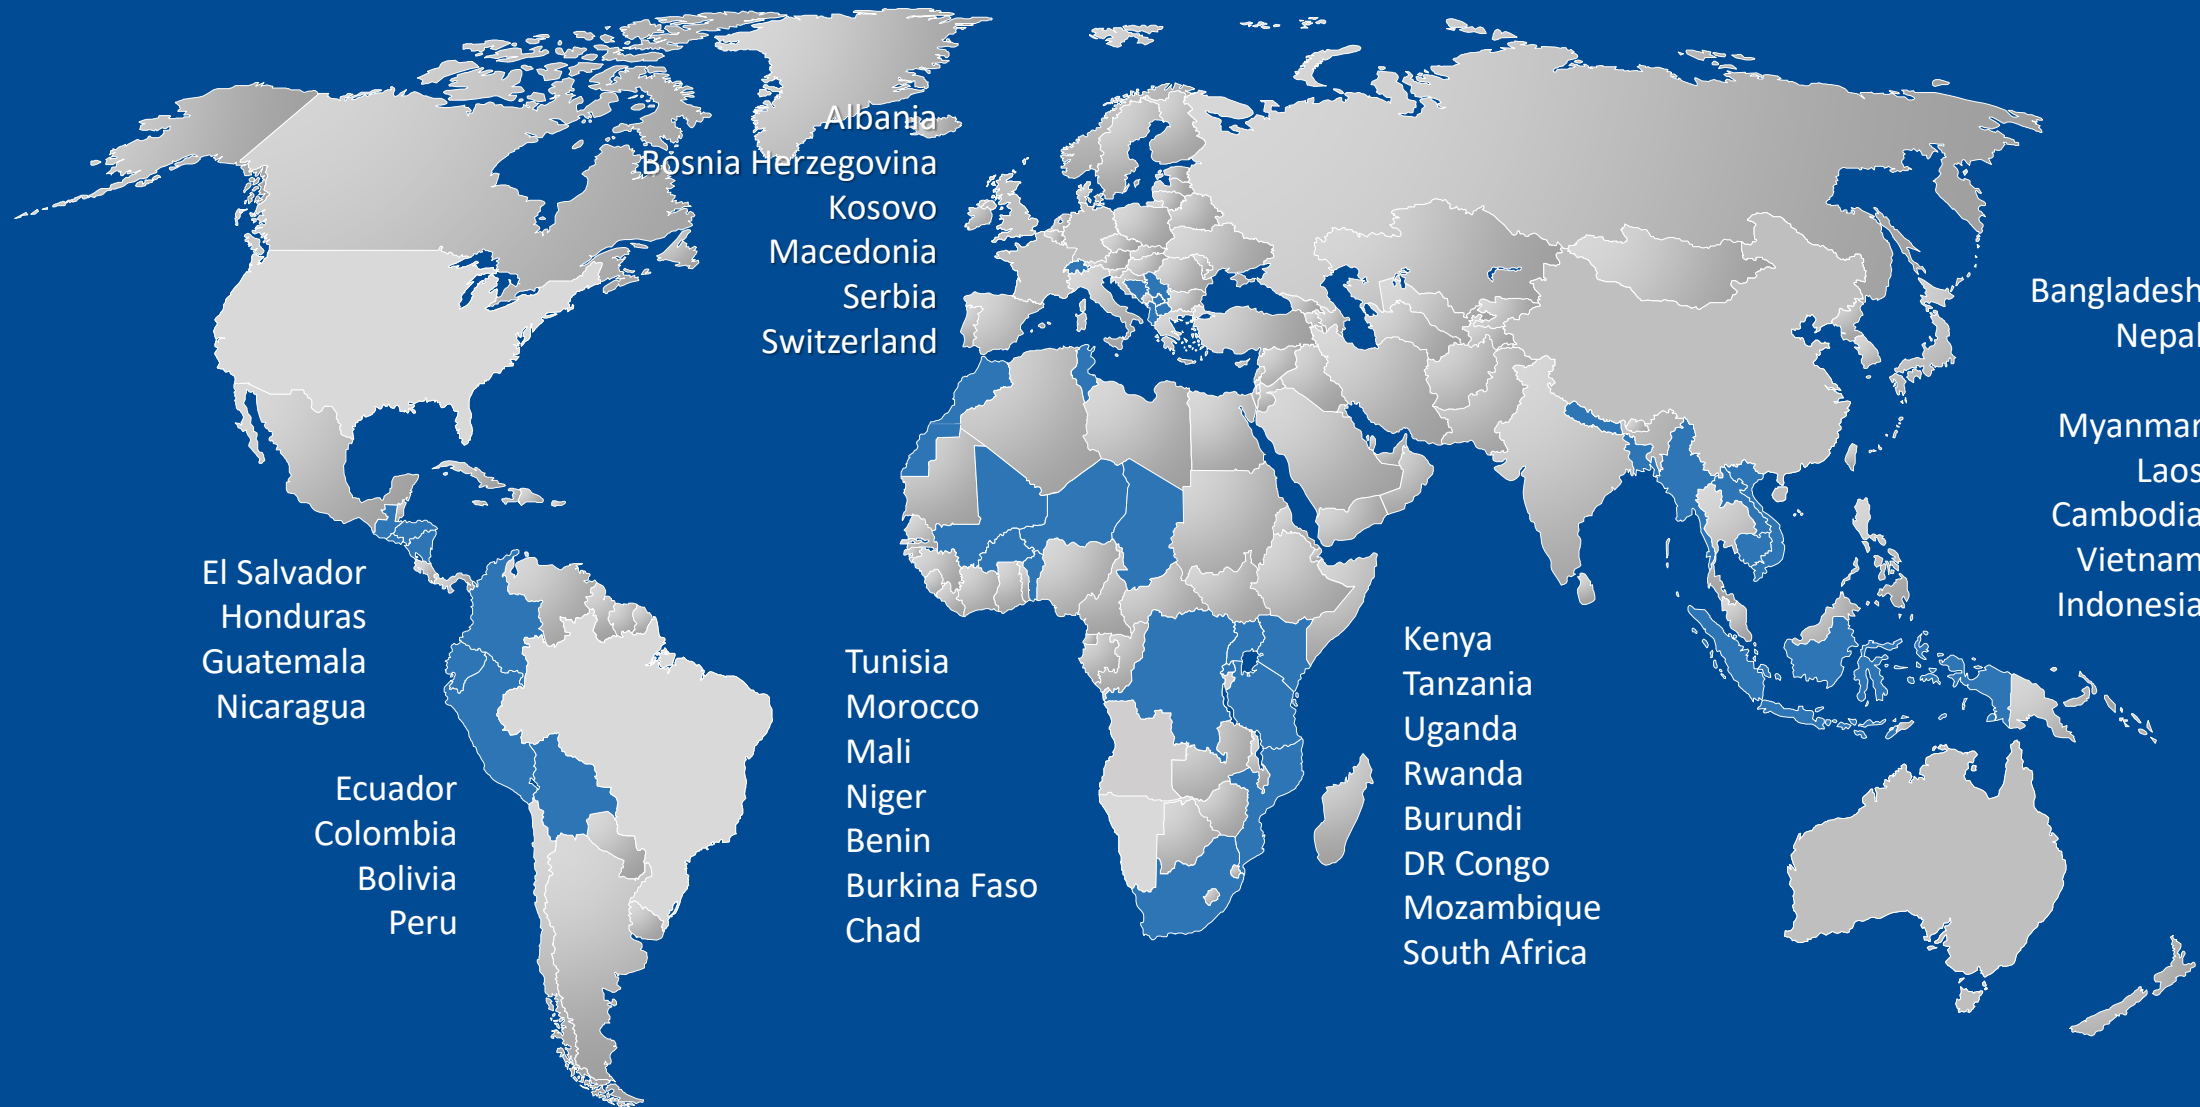 Albania
Bosnia Herzegovina
Kosovo
Macedonia
Serbia
Switzerland
Bangladesh
Nepal
Myanmar
Laos
Cambodia
Vietnam
Indonesia
El Salvador
Honduras
Guatemala
Nicaragua
Ecuador
Colombia
Bolivia
Peru
Tunisia
Morocco
Mali
Niger
Benin
Burkina Faso
Chad
Kenya
Tanzania
Uganda
Rwanda
Burundi
DR Congo
Mozambique
South Africa